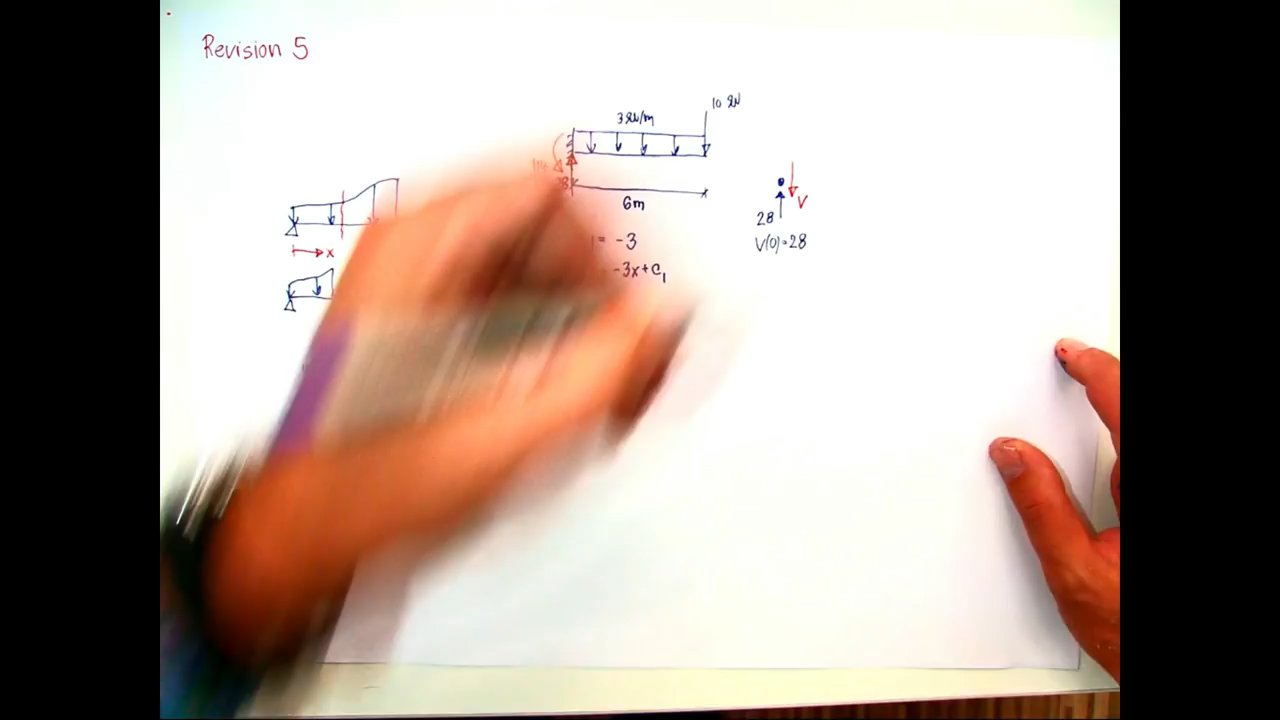 Revision 5
10 kN
3 kN/m
6m
x
V
28
V(0)=28
= -3
-3x+C₁